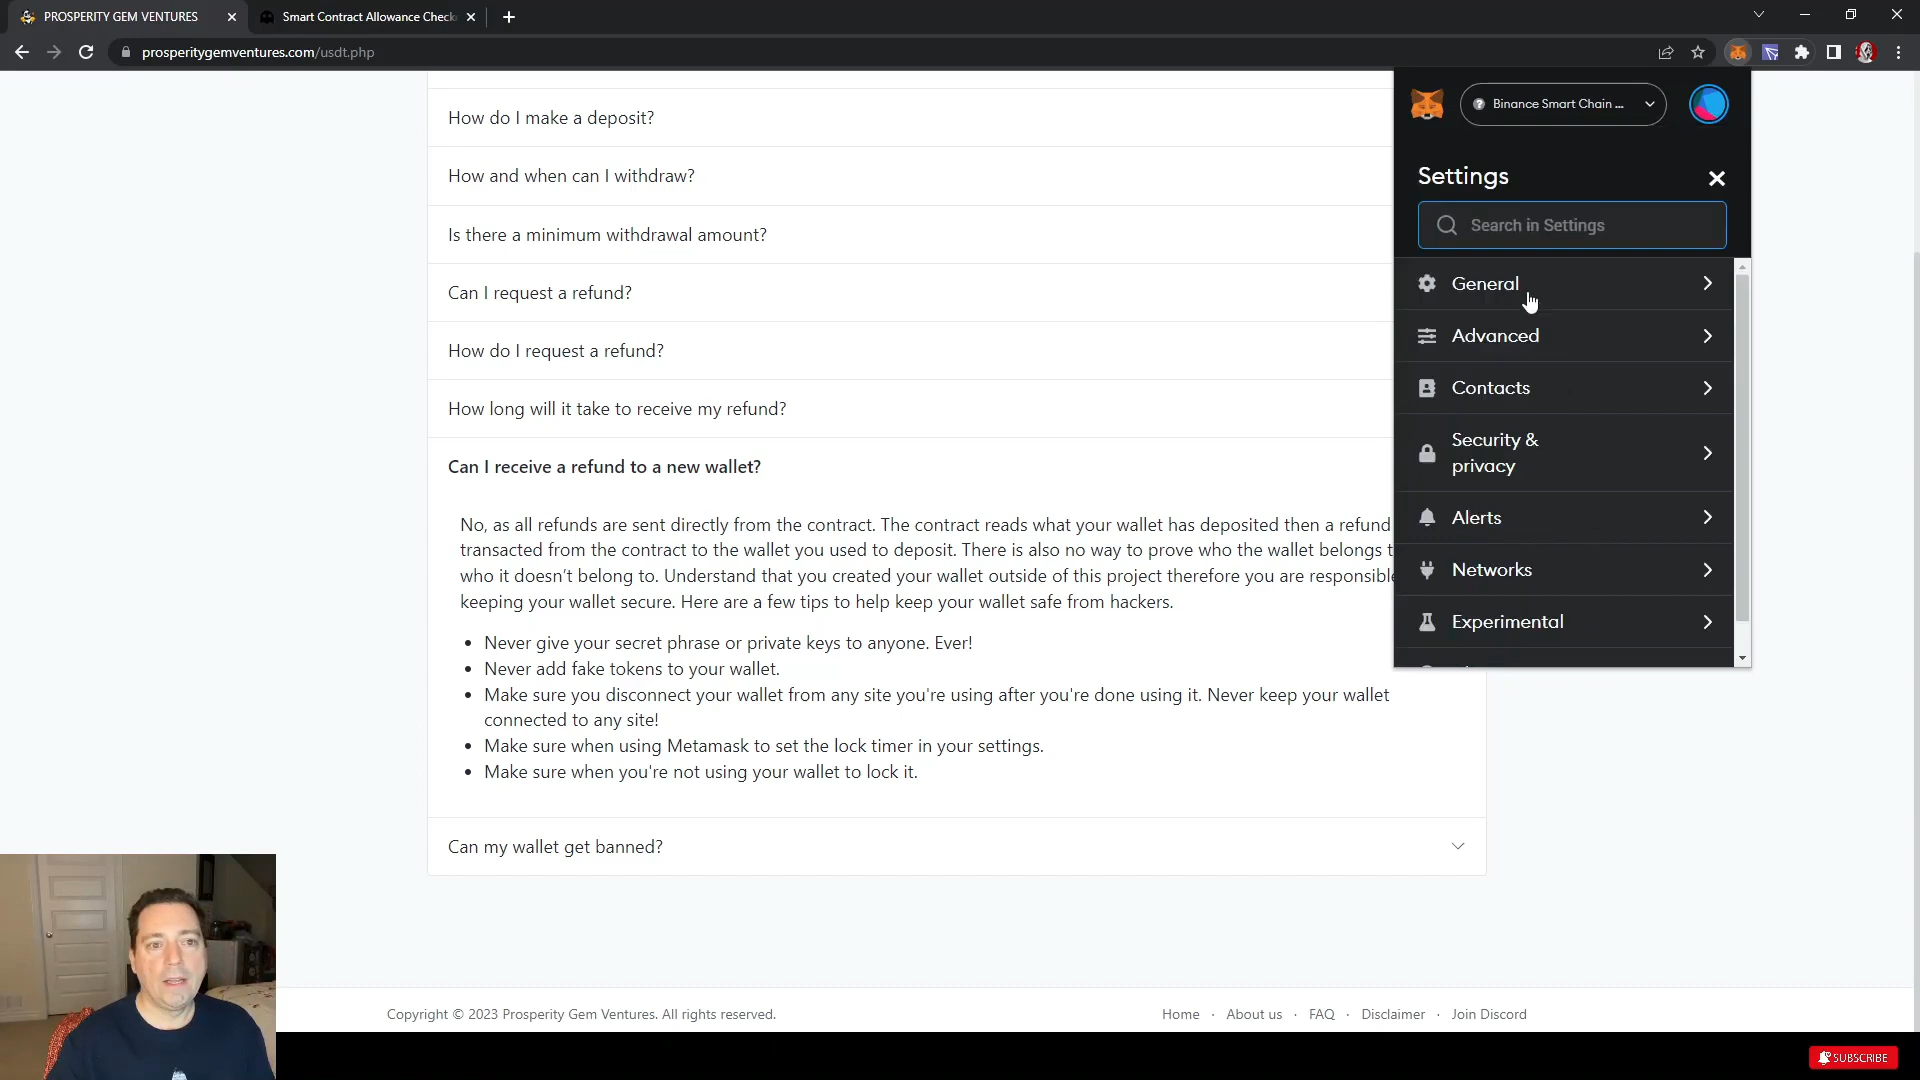 PROSPERITY GEM VENTURES
Smart Contract Allowance Check
prosperitygemventures.com/usdt.php
How do I make a deposit?
How and when can I withdraw?
Is there a minimum withdrawal amount?
Can I request a refund?
How do I request a refund?
How long will it take to receive my refund?
Can I receive a refund to a new wallet?
No, as all refunds are sent directly from the contract. The contract reads what your wallet has deposited then a refund
transacted from the contract to the wallet you used to deposit. There is also no way to prove who the wallet belongs
who it doesn't belong to. Understand that you created your wallet outside of this project therefore you are responsible
keeping your wallet secure. Here are a few tips to help keep your wallet safe from hackers.
• Never give your secret phrase or private keys to anyone. Ever!
• Never add fake tokens to your wallet.
• Make sure you disconnect your wallet from any site you're using after you're done using it. Never keep your wallet
connected to any site!
• Make sure when using Metamask to set the lock timer in your settings.
• Make sure when you're not using your wallet to lock it.
Can my wallet get banned?
Binance Smart Chain ...
Settings
Search in Settings
General
Advanced
Contacts
Security &
privacy
Alerts
Networks
Experimental
Copyright © 2023 Prosperity Gem Ventures. All rights reserved.
Home · About us · FAQ · Disclaimer · Join Discord
SUBSCRIBE